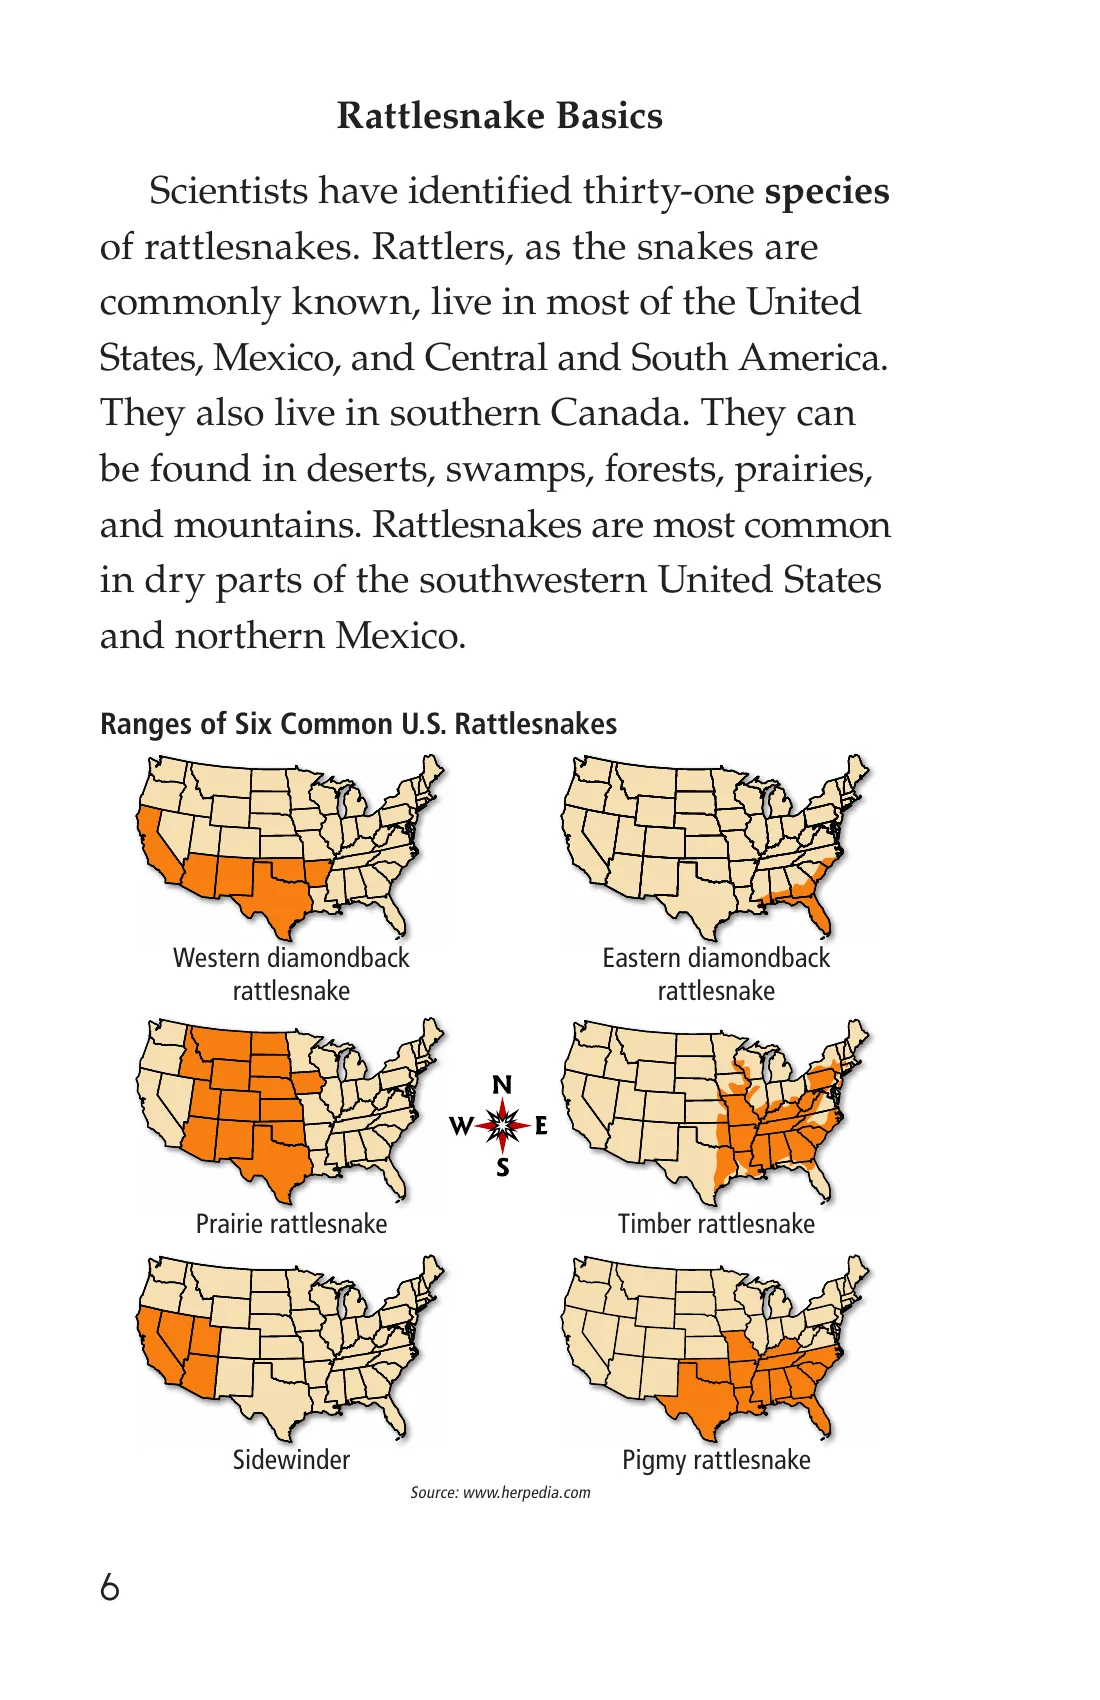 Rattlesnake Basics
Scientists have identified thirty-one species
of rattlesnakes. Rattlers, as the snakes are
commonly known, live in most of the United
States, Mexico, and Central and South America.
They also live in southern Canada. They can
be found in deserts, swamps, forests, prairies,
and mountains. Rattlesnakes are most common
in dry parts of the southwestern United States
and northern Mexico.
Ranges of Six Common U.S. Rattlesnakes
Western diamondback
rattlesnake
Eastern diamondback
rattlesnake
N
W E
S
Prairie rattlesnake
Timber rattlesnake
Sidewinder
Pigmy rattlesnake
Source: www.herpedia.com
6